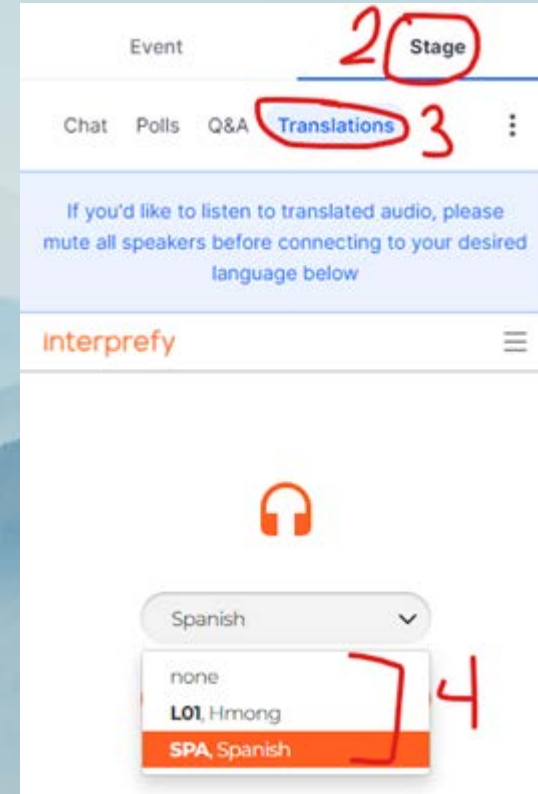 Event 2 Stage
Chat Polls Q&A Translations 3
If you'd like to listen to translated audio, please
mute all speakers before connecting to your desired
language below
interprefy
Spanish
none
L01, Hmong
SPA, Spanish
4